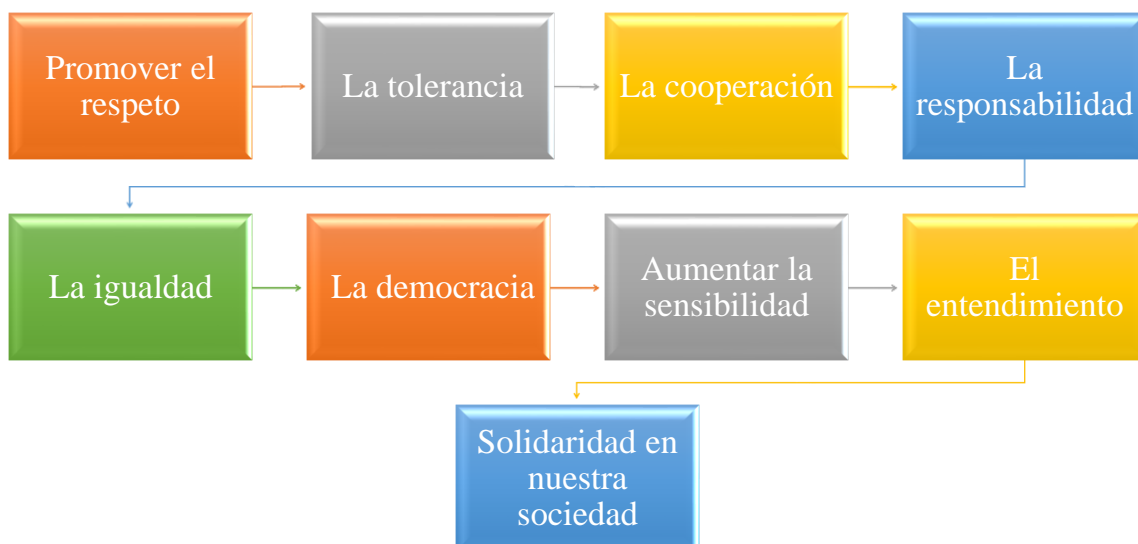 Promover el
respeto
La tolerancia
La cooperación
La
responsabilidad
La igualdad
La democracia
Aumentar la
sensibilidad
El
entendimiento
Solidaridad en
nuestra
sociedad